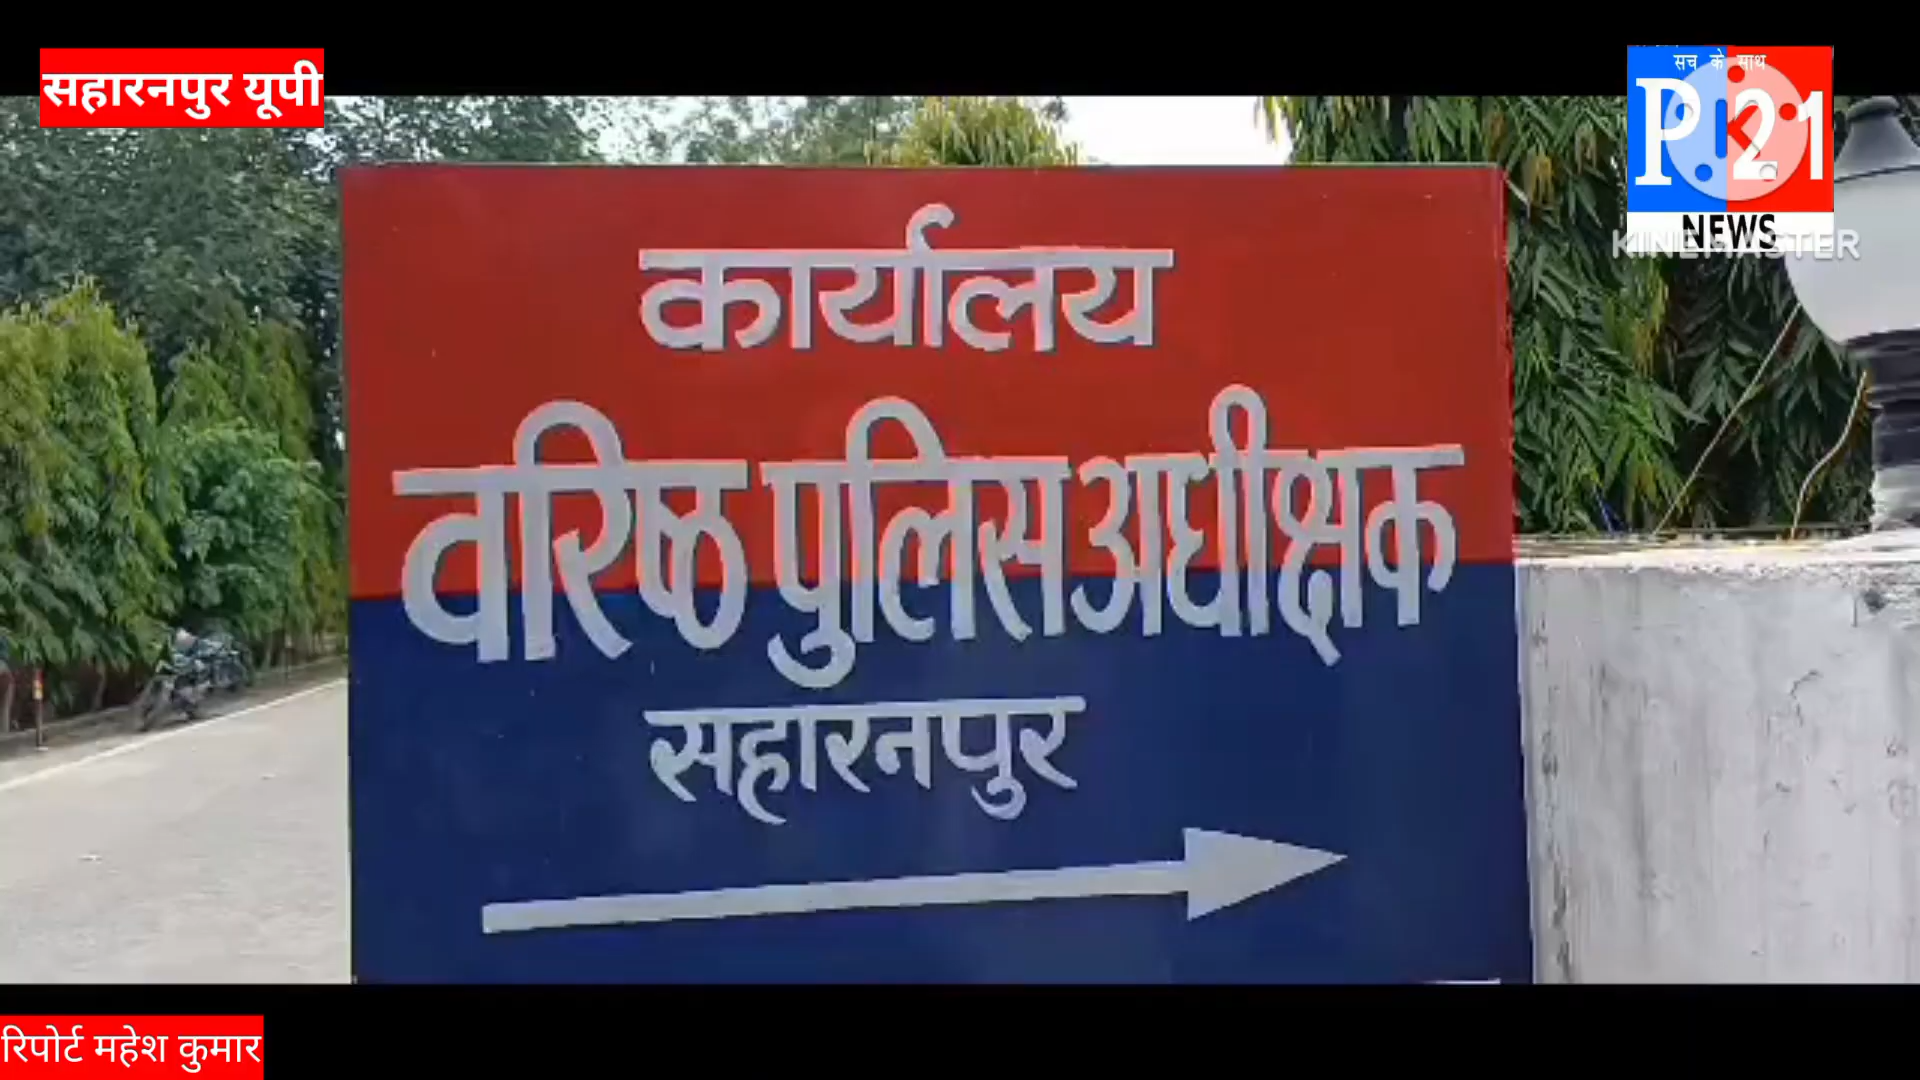 सहारनपुर यूपी
सच के साथ
P 21
NEWS
KINEMASTER
कार्यालय
वरिष्ठ पुलिस अधीक्षक
सहारनपुर
रिपोर्ट महेश कुमार